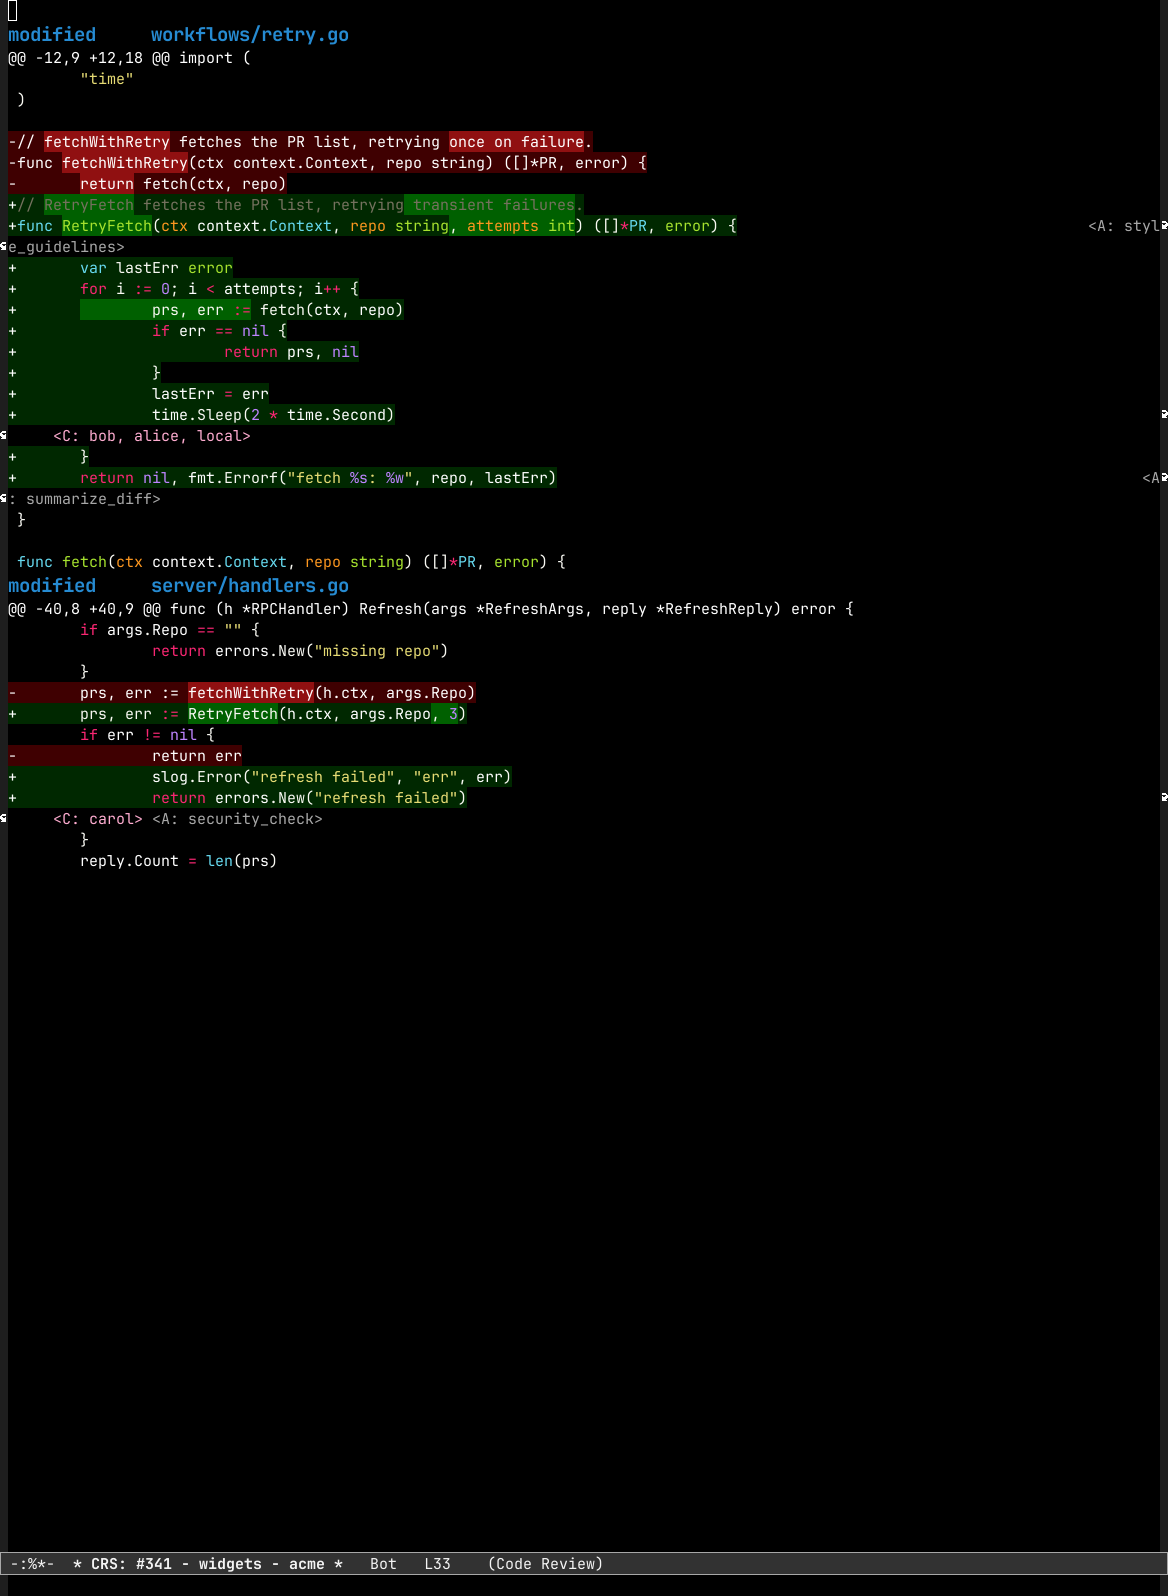 modified     workflows/retry.go
@@ -12,9 +12,18 @@ import (
        "time"
 )
-// fetchWithRetry fetches the PR list, retrying once on failure.
-func fetchWithRetry(ctx context.Context, repo string) ([]*PR, error) {
-       return fetch(ctx, repo)
+// RetryFetch fetches the PR list, retrying transient failures.
+func RetryFetch(ctx context.Context, repo string, attempts int) ([]*PR, error) {                                       <A: styl
e_guidelines>
+       var lastErr error
+       for i := 0; i < attempts; i++ {
+               prs, err := fetch(ctx, repo)
+               if err == nil {
+                       return prs, nil
+               }
+               lastErr = err
+               time.Sleep(2 * time.Second)
     <C: bob, alice, local>
+       }
+       return nil, fmt.Errorf("fetch %s: %w", repo, lastErr)                                                                 <A
: summarize_diff>
 }
 func fetch(ctx context.Context, repo string) ([]*PR, error) {
modified     server/handlers.go
@@ -40,8 +40,9 @@ func (h *RPCHandler) Refresh(args *RefreshArgs, reply *RefreshReply) error {
        if args.Repo == "" {
                return errors.New("missing repo")
        }
-       prs, err := fetchWithRetry(h.ctx, args.Repo)
+       prs, err := RetryFetch(h.ctx, args.Repo, 3)
        if err != nil {
-               return err
+               slog.Error("refresh failed", "err", err)
+               return errors.New("refresh failed")
     <C: carol> <A: security_check>
        }
        reply.Count = len(prs)
-:%*-  * CRS: #341 - widgets - acme *   Bot   L33    (Code Review)